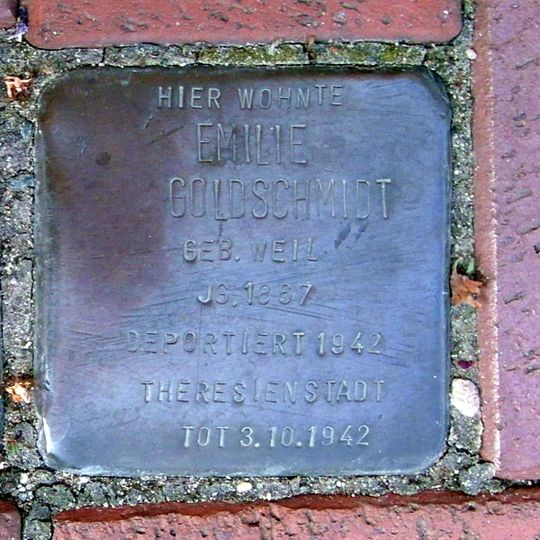 HIER WOHNTE
EMILIE
GOLDSCHMIDT
GEB. WEIL
JG. 1867
DEPORTIERT 1942
THERESIENSTADT
TOT 3.10.1942